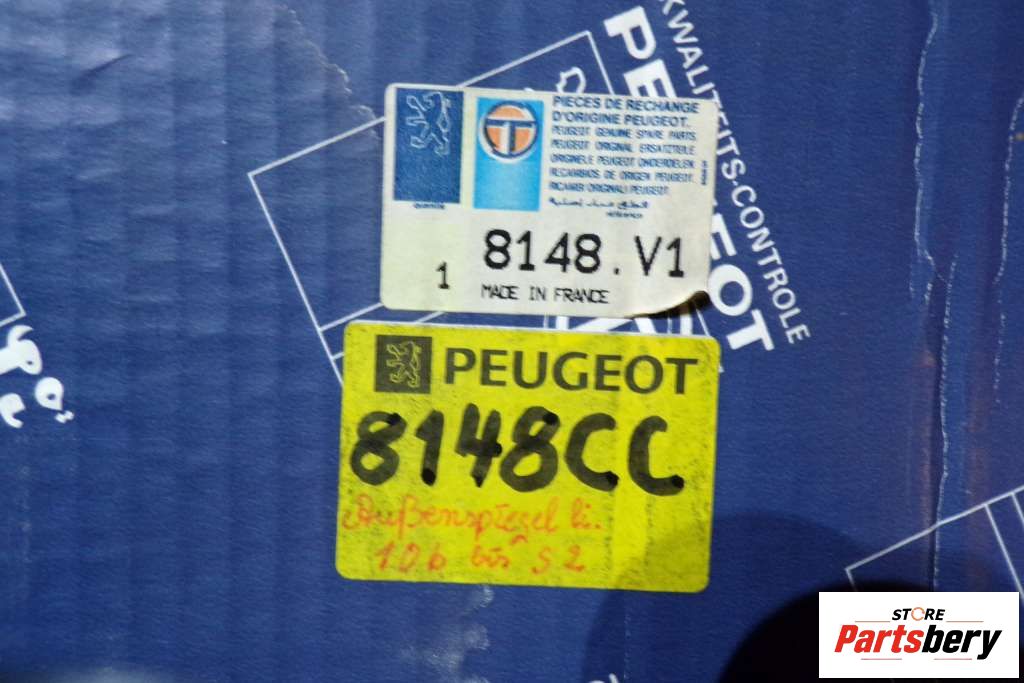 KWALITEITS-CONTROLE
PEUGEOT
PIECES DE RECHANGE
D'ORIGINE PEUGEOT.
PEUGEOT GENUINE SPARE PARTS
PEUGEOT ORIGINAL ERSATZTEILE
ORIGINELE PEUGEOT ONDERDELEN
RECAMBIOS DE ORIGEN PEUGEOT.
RICAMBI ORIGINALI PEUGEOT.
8148.V1
1
MADE IN FRANCE
PEUGEOT
8148CC
Außenspiegel li.
106 bis S2
STORE
Partsbery